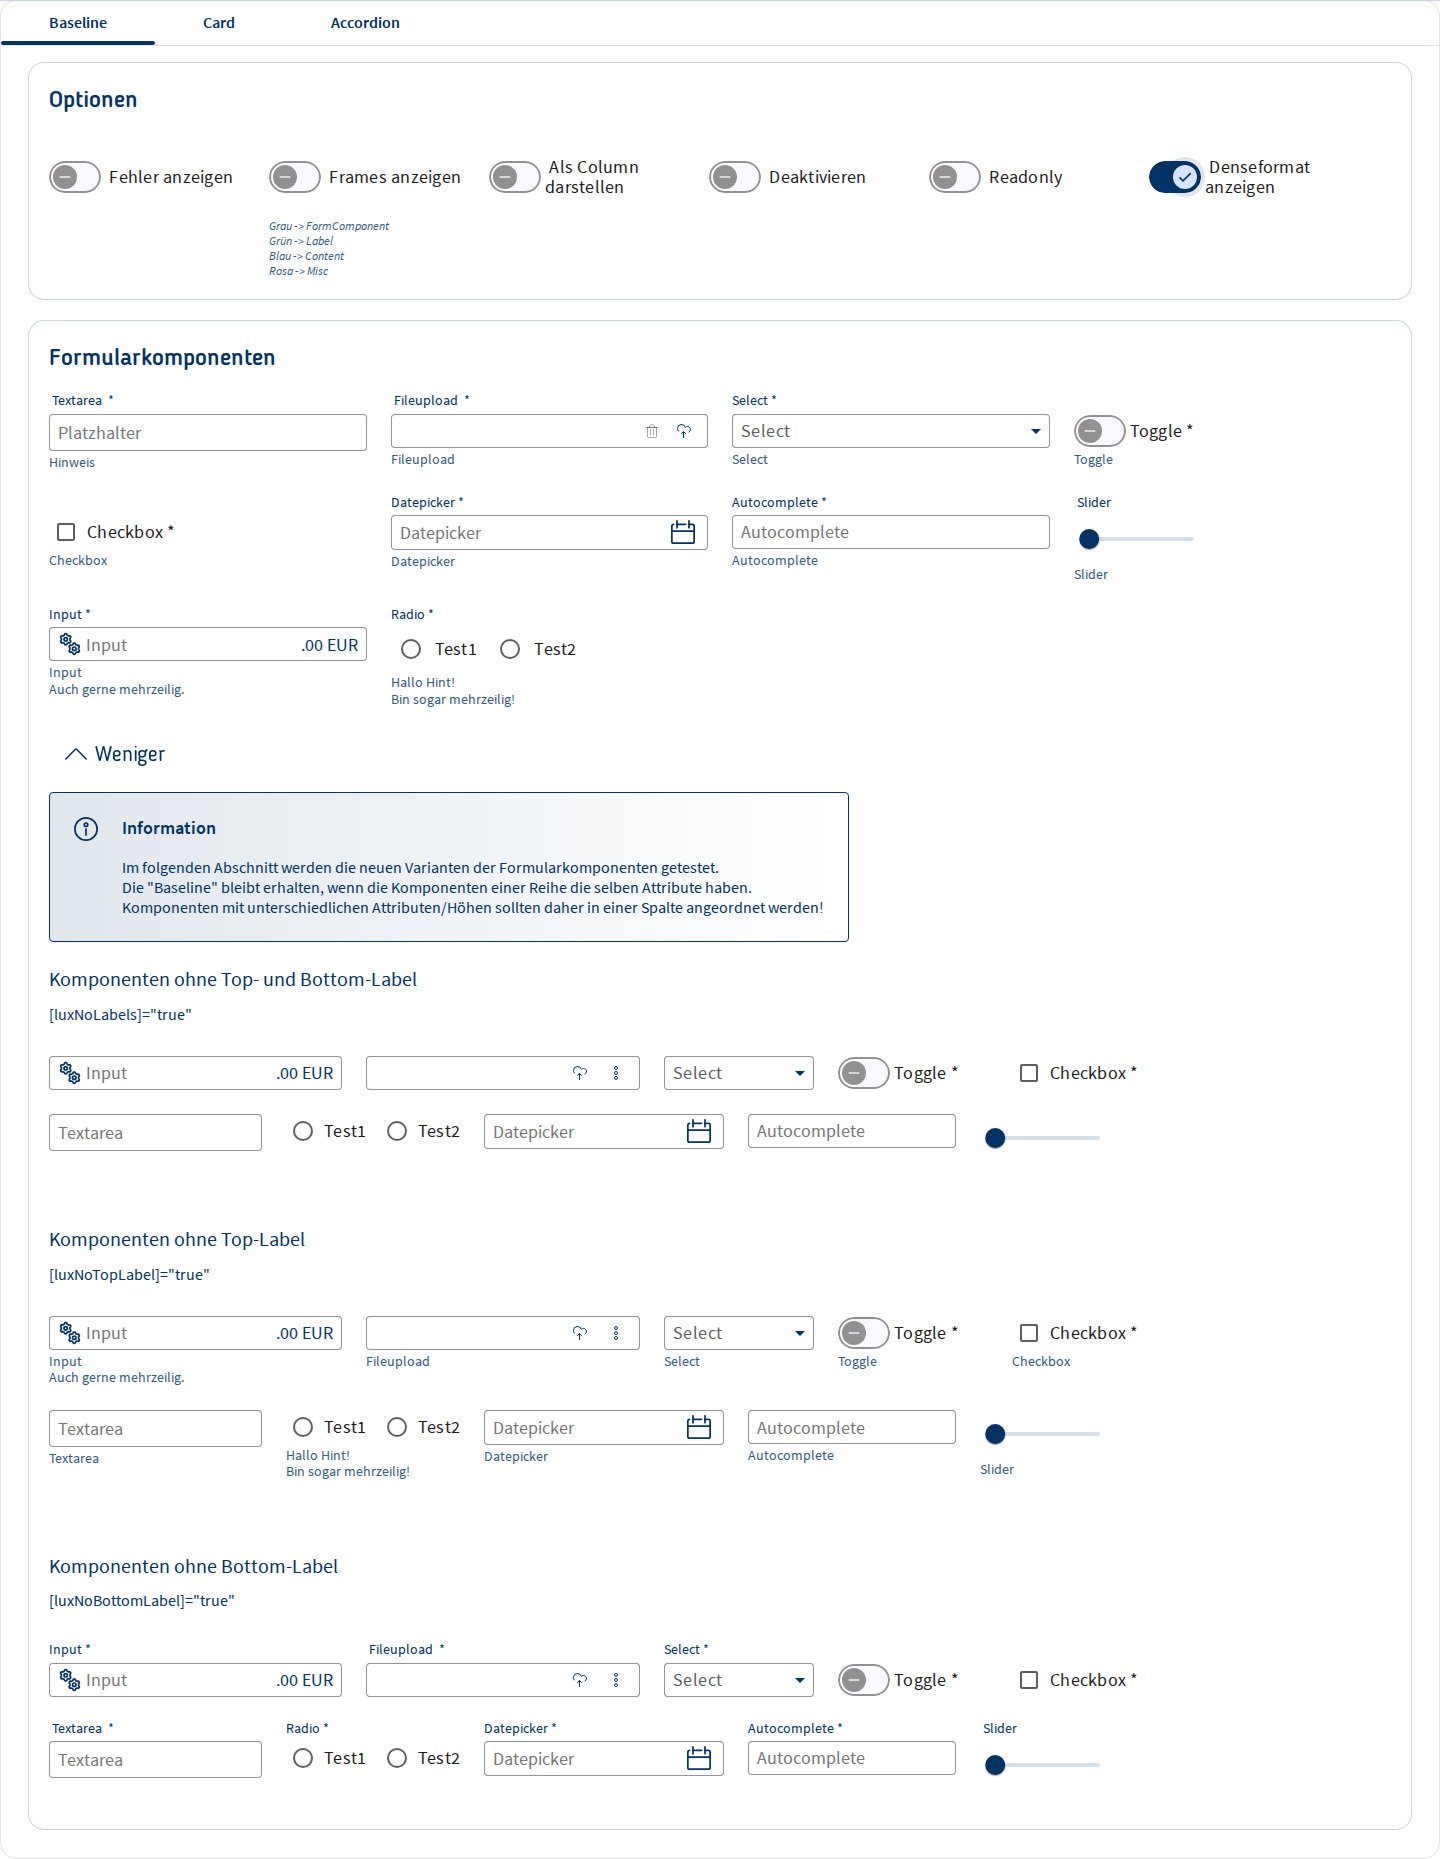 Baseline Card Accordion
Optionen
Fehler anzeigen
Frames anzeigen
Grau -> FormComponent
Grün -> Label
Blau -> Content
Rosa -> Misc
Als Column
darstellen
Deaktivieren
Readonly
Denseformat
anzeigen
Formularkomponenten
Textarea *
Platzhalter
Hinweis
Fileupload *
Fileupload
Select *
Select
Select
Toggle *
Toggle
Checkbox *
Checkbox
Datepicker *
Datepicker
Datepicker
Autocomplete *
Autocomplete
Autocomplete
Slider
Slider
Input *
Input .00 EUR
Input
Auch gerne mehrzeilig.
Radio *
Test1 Test2
Hallo Hint!
Bin sogar mehrzeilig!
Weniger
Information
Im folgenden Abschnitt werden die neuen Varianten der Formularkomponenten getestet.
Die "Baseline" bleibt erhalten, wenn die Komponenten einer Reihe die selben Attribute haben.
Komponenten mit unterschiedlichen Attributen/Höhen sollten daher in einer Spalte angeordnet werden!
Komponenten ohne Top- und Bottom-Label
[luxNoLabels]="true"
Input .00 EUR Select Toggle * Checkbox *
Textarea Test1 Test2 Datepicker Autocomplete
Komponenten ohne Top-Label
[luxNoTopLabel]="true"
Input .00 EUR Select Toggle * Checkbox *
Input Fileupload Select Toggle Checkbox
Auch gerne mehrzeilig.
Textarea Test1 Test2 Datepicker Autocomplete
Textarea Hallo Hint! Datepicker Autocomplete Slider
Bin sogar mehrzeilig!
Komponenten ohne Bottom-Label
[luxNoBottomLabel]="true"
Input * Fileupload * Select *
Input .00 EUR Select Toggle * Checkbox *
Textarea * Radio * Datepicker * Autocomplete * Slider
Textarea Test1 Test2 Datepicker Autocomplete